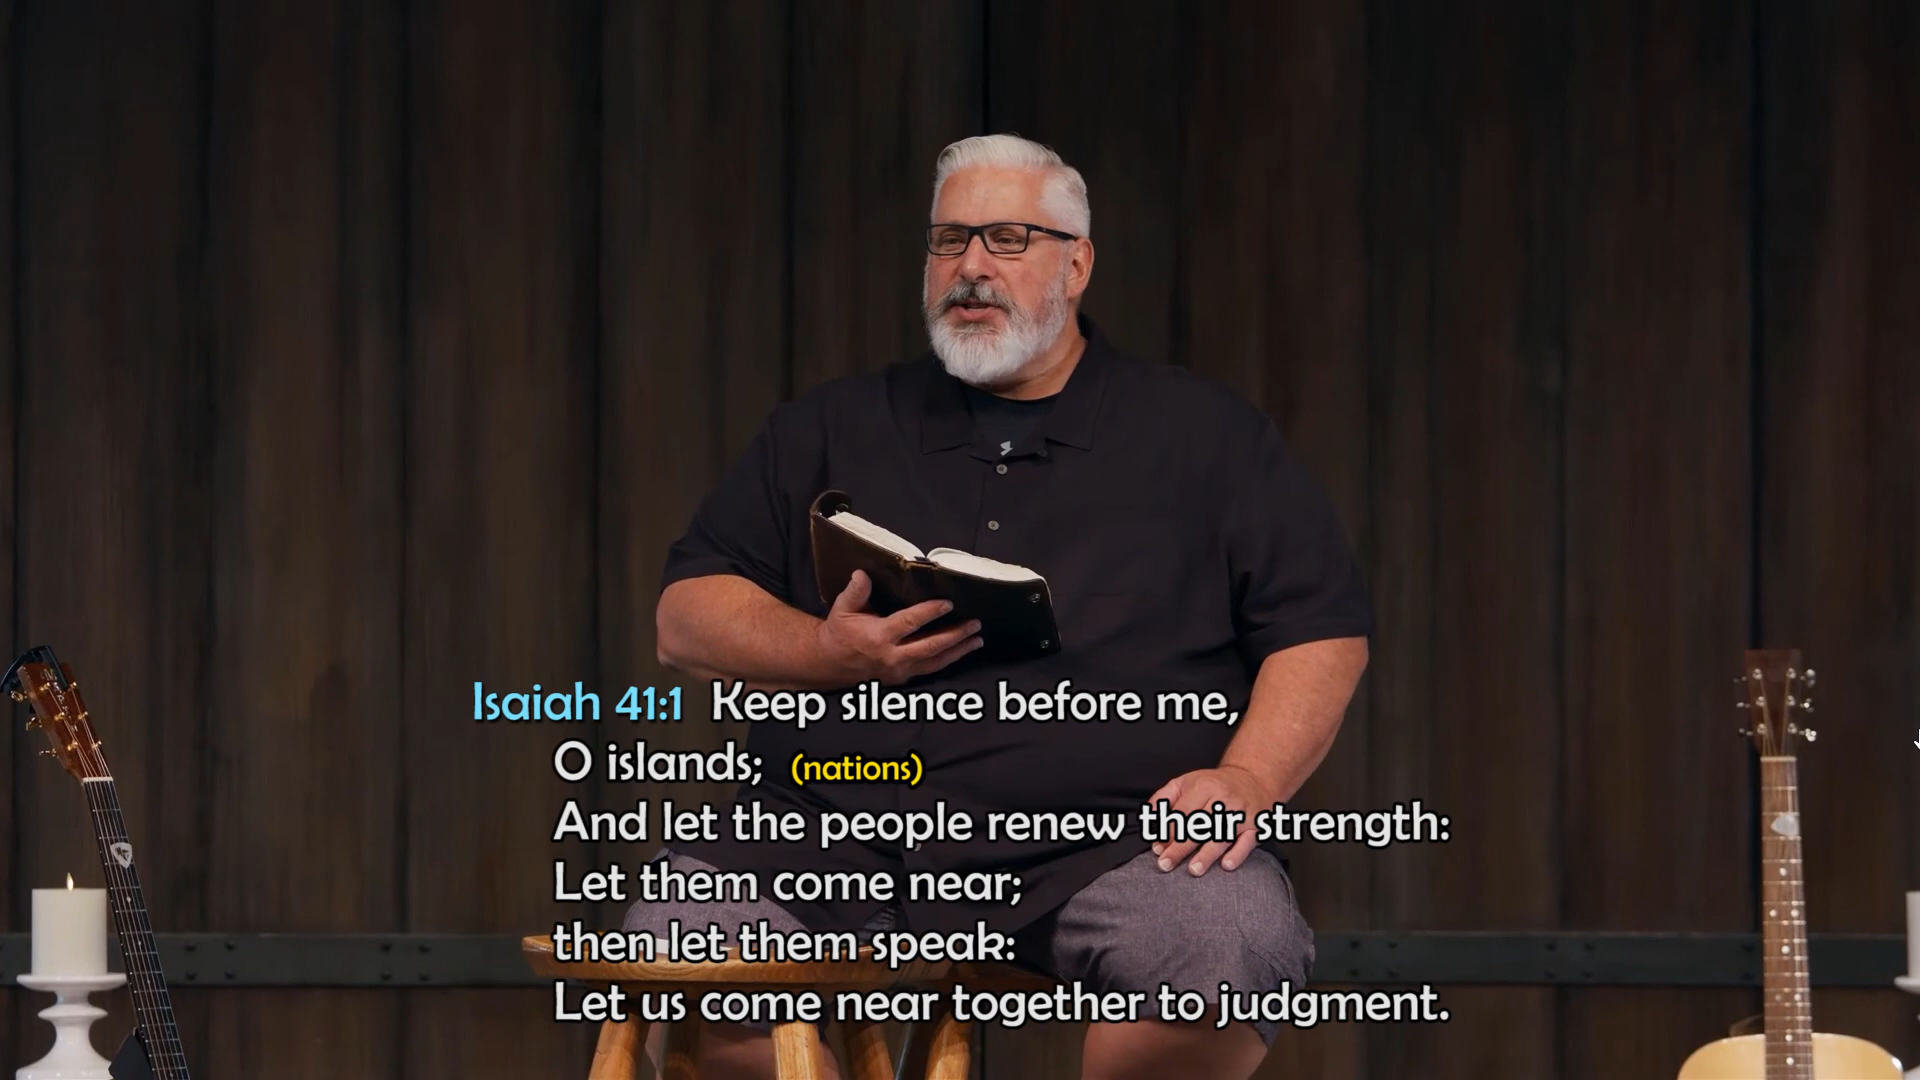 Isaiah 41:1 Keep silence before me,
O islands; (nations)
And let the people renew their strength:
Let them come near;
then let them speak:
Let us come near together to judgment.